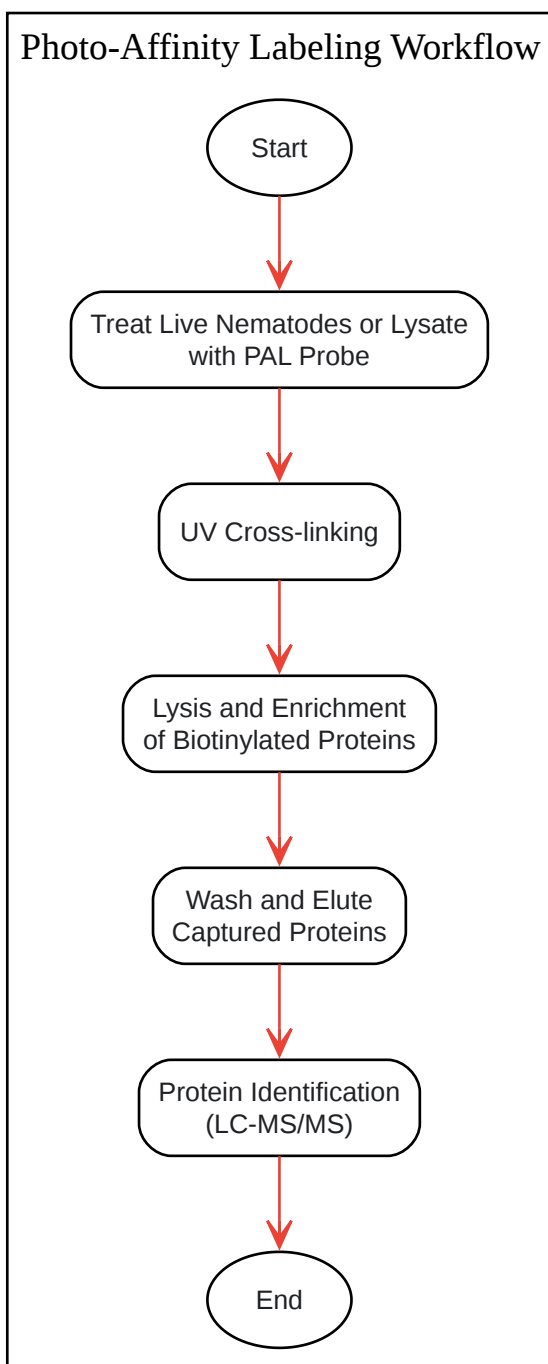 Photo-Affinity Labeling Workflow
Start
Treat Live Nematodes or Lysate
with PAL Probe
UV Cross-linking
Lysis and Enrichment
of Biotinylated Proteins
Wash and Elute
Captured Proteins
Protein Identification
(LC-MS/MS)
End